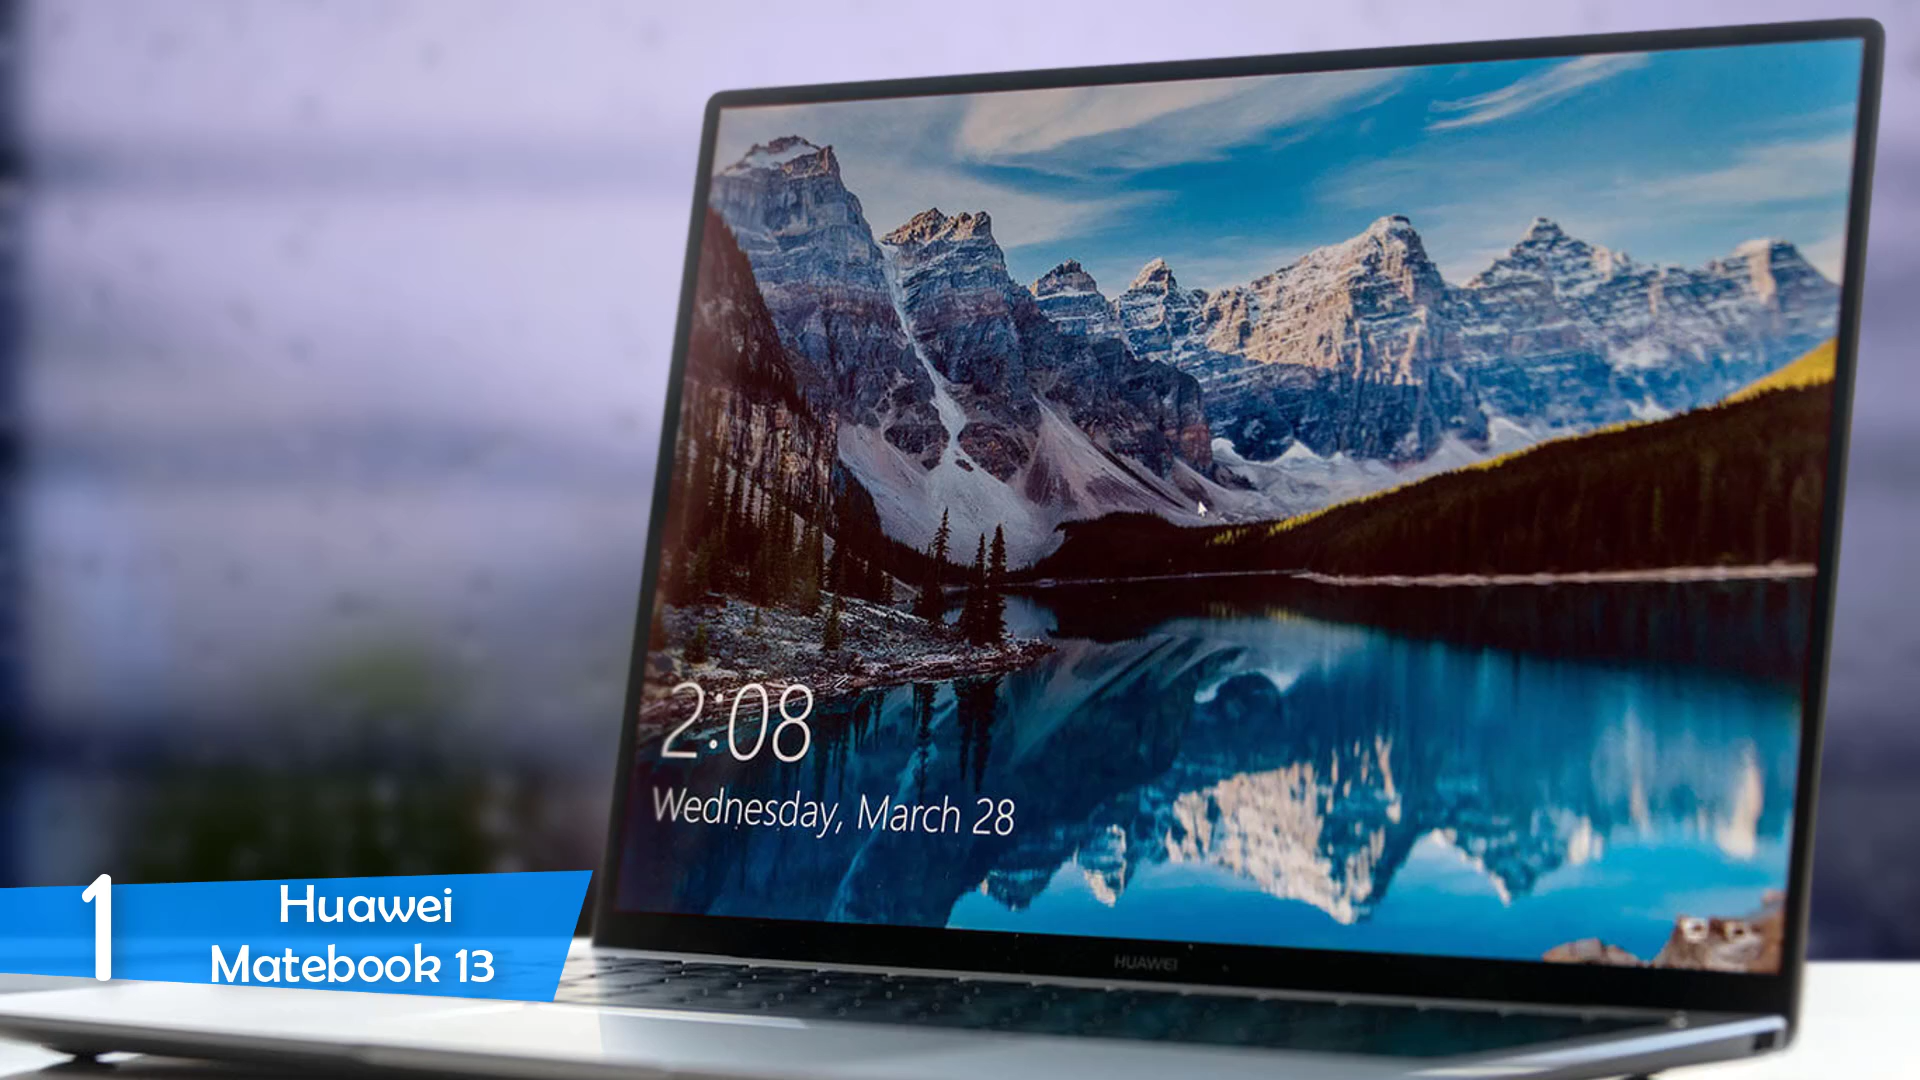 2:08
Wednesday, March 28
HUAWEI
1
Huawei
Matebook 13